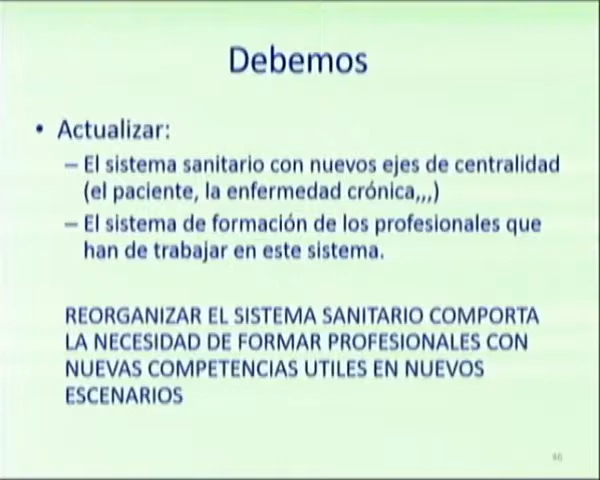 Debemos
• Actualizar:
– El sistema sanitario con nuevos ejes de centralidad
(el paciente, la enfermedad crónica,,,)
– El sistema de formación de los profesionales que
han de trabajar en este sistema.
REORGANIZAR EL SISTEMA SANITARIO COMPORTA
LA NECESIDAD DE FORMAR PROFESIONALES CON
NUEVAS COMPETENCIAS UTILES EN NUEVOS
ESCENARIOS
46